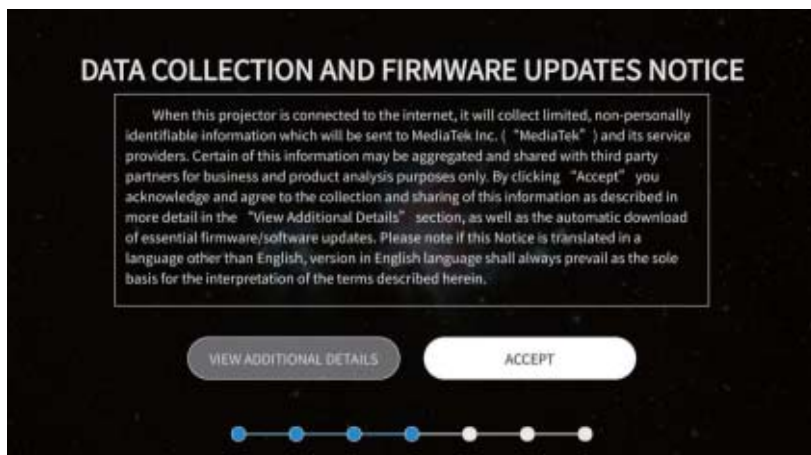 DATA COLLECTION AND FIRMWARE UPDATES NOTICE
When this projector is connected to the internet, it will collect limited, non-personally
identifiable information which will be sent to MediaTek Inc. ( “MediaTek” ) and its service
providers. Certain of this information may be aggregated and shared with third party
partners for business and product analysis purposes only. By clicking “Accept” you
acknowledge and agree to the collection and sharing of this information as described in
more detail in the “View Additional Details” section, as well as the automatic download
of essential firmware/software updates. Please note if this Notice is translated in a
language other than English, version in English language shall always prevail as the sole
basis for the interpretation of the terms described herein.
VIEW ADDITIONAL DETAILS
ACCEPT